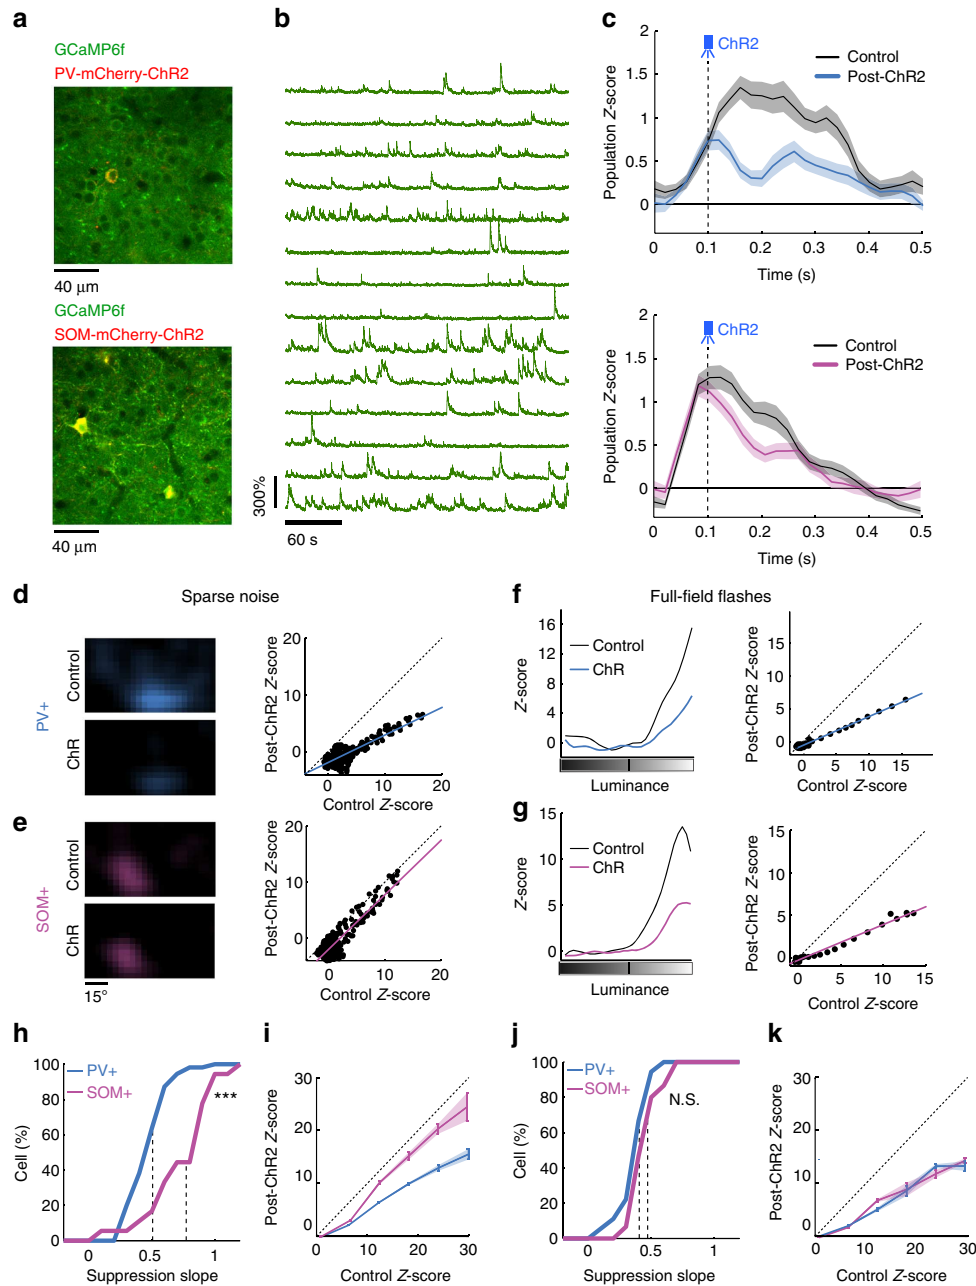 a
GCaMP6f
PV-mCherry-ChR2
40 μm
GCaMP6f
SOM-mCherry-ChR2
40 μm
b
300%
60 s
c
ChR2
Control
Post-ChR2
Population Z-score
2
1.5
1
0.5
0
0 0.1 0.2 0.3 0.4 0.5
Time (s)
ChR2
Control
Post-ChR2
Population Z-score
2
1.5
1
0.5
0
0 0.1 0.2 0.3 0.4 0.5
Time (s)
d
Sparse noise
PV+
Control
ChR
Post-ChR2 Z-score
20
10
0
0 10 20
Control Z-score
e
SOM+
Control
ChR
15°
Post-ChR2 Z-score
20
10
0
0 10 20
Control Z-score
f
Full-field flashes
Z-score
16
12
8
4
0
Control
ChR
Luminance
Post-ChR2 Z-score
15
10
5
0
0 5 10 15
Control Z-score
g
Z-score
15
10
5
0
Control
ChR
Luminance
Post-ChR2 Z-score
15
10
5
0
0 5 10 15
Control Z-score
h
Cell (%)
100
80
60
40
20
0
PV+
SOM+
***
0 0.5 1
Suppression slope
i
Post-ChR2 Z-score
30
20
10
0
0 10 20 30
Control Z-score
j
Cell (%)
100
80
60
40
20
0
PV+
SOM+
N.S.
0 0.5 1
Suppression slope
k
Post-ChR2 Z-score
30
20
10
0
0 10 20 30
Control Z-score